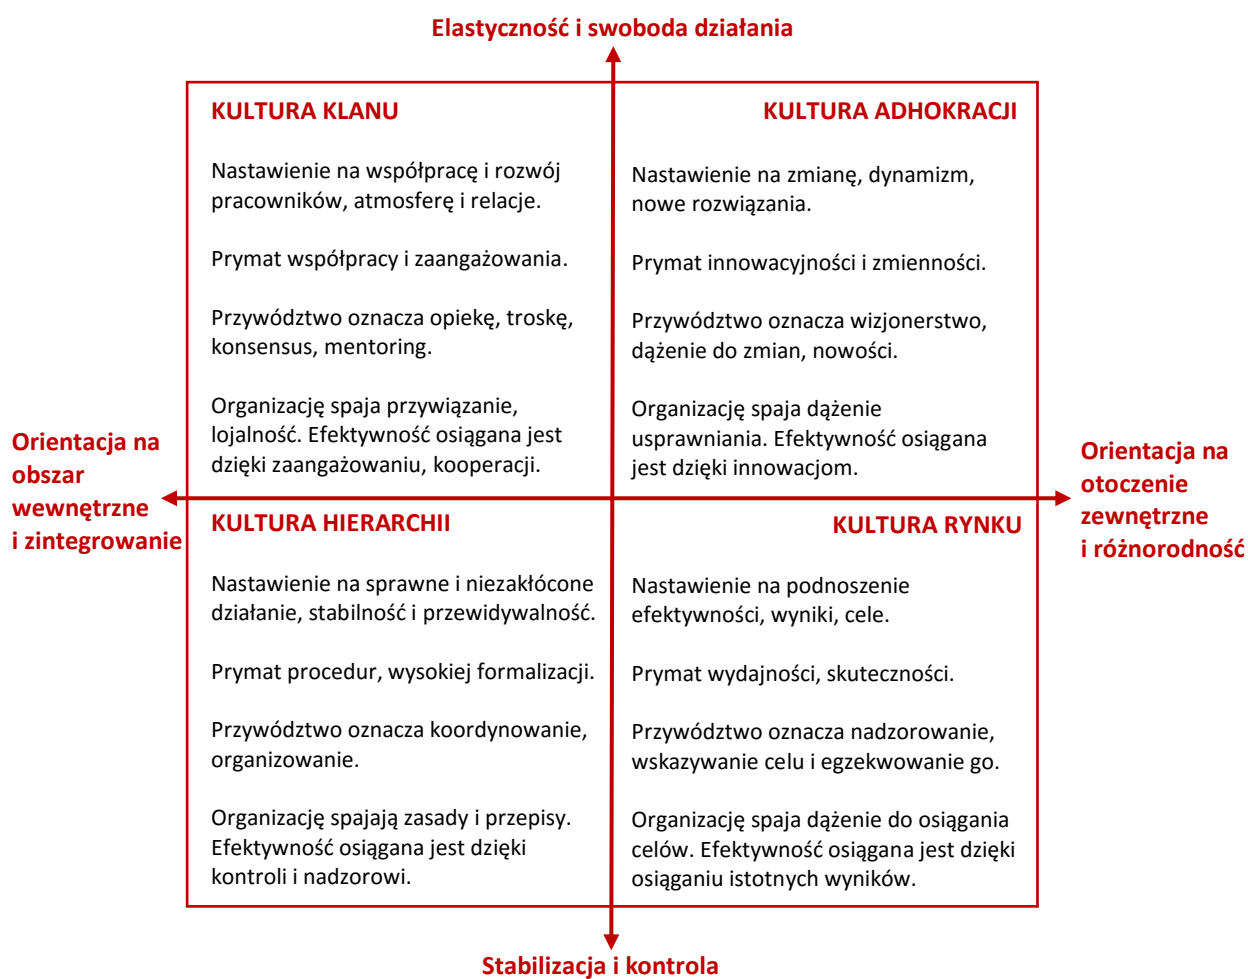 Elastyczność i swoboda działania
KULTURA KLANU
Nastawienie na współpracę i rozwój
pracowników, atmosferę i relacje.
Prymat współpracy i zaangażowania.
Przywództwo oznacza opiekę, troskę,
konsensus, mentoring.
Organizację spaja przywiązanie,
lojalność. Efektywność osiągana jest
dzięki zaangażowaniu, kooperacji.
KULTURA ADHOKRACJI
Nastawienie na zmianę, dynamizm,
nowe rozwiązania.
Prymat innowacyjności i zmienności.
Przywództwo oznacza wizjonerstwo,
dążenie do zmian, nowości.
Organizację spaja dążenie
usprawniania. Efektywność osiągana
jest dzięki innowacjom.
Orientacja na
obszar
wewnętrzne
i zintegrowanie
Orientacja na
otoczenie
zewnętrzne
i różnorodność
KULTURA HIERARCHII
Nastawienie na sprawne i niezakłócone
działanie, stabilność i przewidywalność.
Prymat procedur, wysokiej formalizacji.
Przywództwo oznacza koordynowanie,
organizowanie.
Organizację spajają zasady i przepisy.
Efektywność osiągana jest dzięki
kontroli i nadzorowi.
KULTURA RYNKU
Nastawienie na podnoszenie
efektywności, wyniki, cele.
Prymat wydajności, skuteczności.
Przywództwo oznacza nadzorowanie,
wskazywanie celu i egzekwowanie go.
Organizację spaja dążenie do osiągania
celów. Efektywność osiągana jest dzięki
osiąganiu istotnych wyników.
Stabilizacja i kontrola